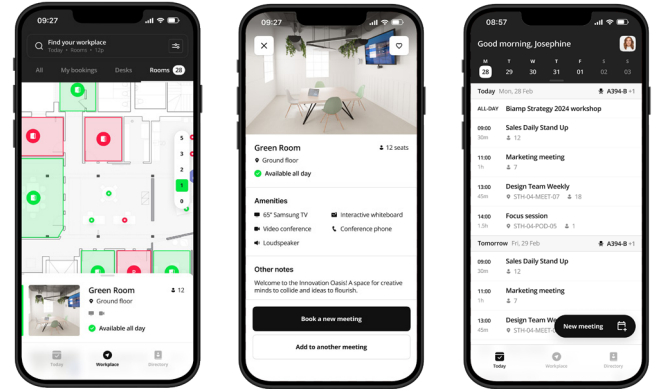 09:27
Find your workplace
Today • Rooms • 12p
All My bookings Desks Rooms 28
5
3
2
1
0
Green Room 12
Ground floor
Available all day
Today Workplace Directory
09:27
Green Room 12 seats
Ground floor
Available all day
Amenities
65" Samsung TV Interactive whiteboard
Video conference Conference phone
Loudspeaker
Other notes
Welcome to the Innovation Oasis! A space for creative
minds to collide and ideas to flourish.
Book a new meeting
Add to another meeting
08:57
Good morning, Josephine
M T W T F S S
28 29 30 31 01 02 03
Today Mon, 28 Feb A394-B +1
ALL-DAY Biamp Strategy 2024 workshop
09:00 Sales Daily Stand Up
30m 12
11:00 Marketing meeting
1h 7
13:00 Design Team Weekly
45m STH-04-MEET-07 18
14:00 Focus session
1.5h STH-04-POD-05 1
Tomorrow Fri, 29 Feb A394-B +1
09:00 Sales Daily Stand Up
30m 12
11:00 Marketing meeting
1h 7
13:00 Design Team We
45m STH-04-MEET-0
New meeting
Today Workplace Directory